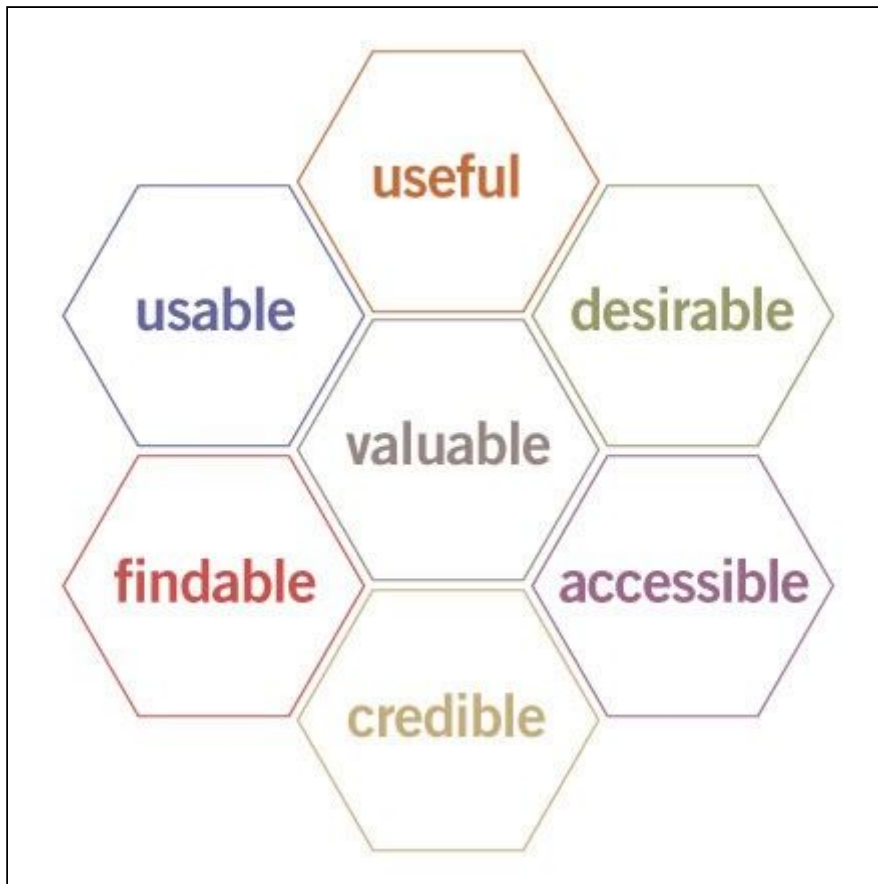 useful
usable
desirable
valuable
findable
accessible
credible